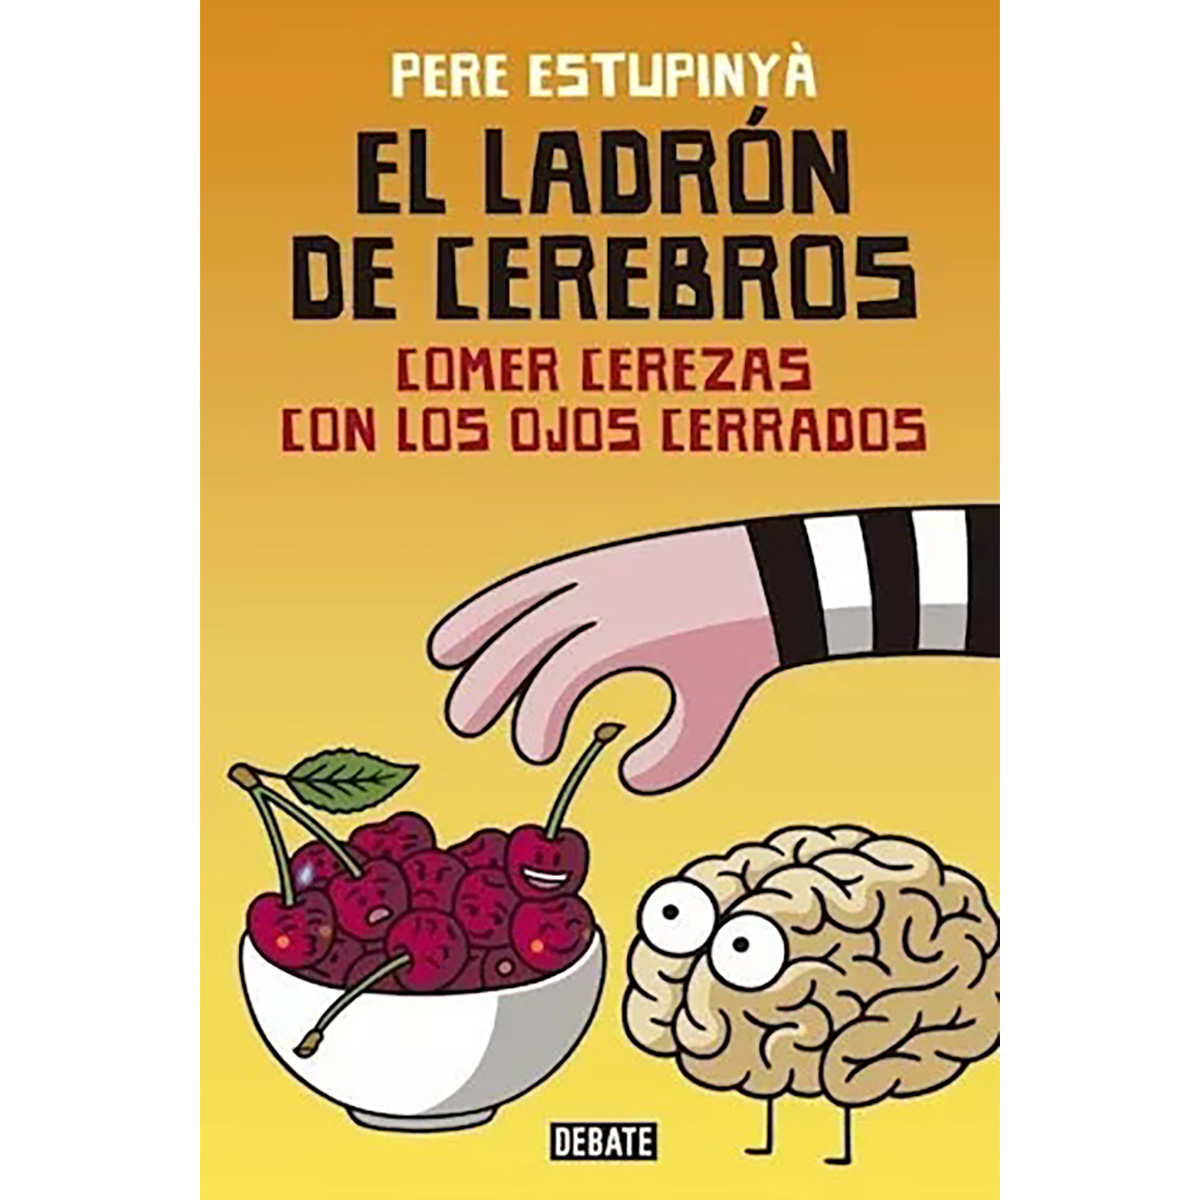 PERE ESTUPINYÀ
EL LADRÓN
DE CEREBROS
COMER CEREZAS
CON LOS OJOS CERRADOS
DEBATE